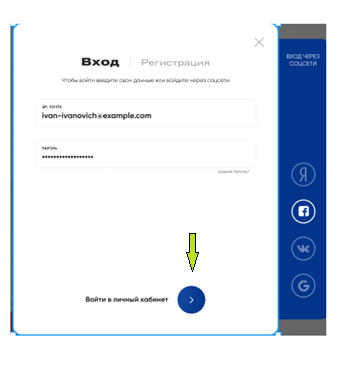 Вход
Регистрация
Чтобы войти введите свои данные или войдите через соцсети
ЭЛ. ПОЧТА
ivan-ivanovich@example.com
ПАРОЛЬ
ЗАБЫЛИ ПАРОЛЬ?
Войти в личный кабинет
ВХОД ЧЕРЕЗ
СОЦСЕТИ
Я
G